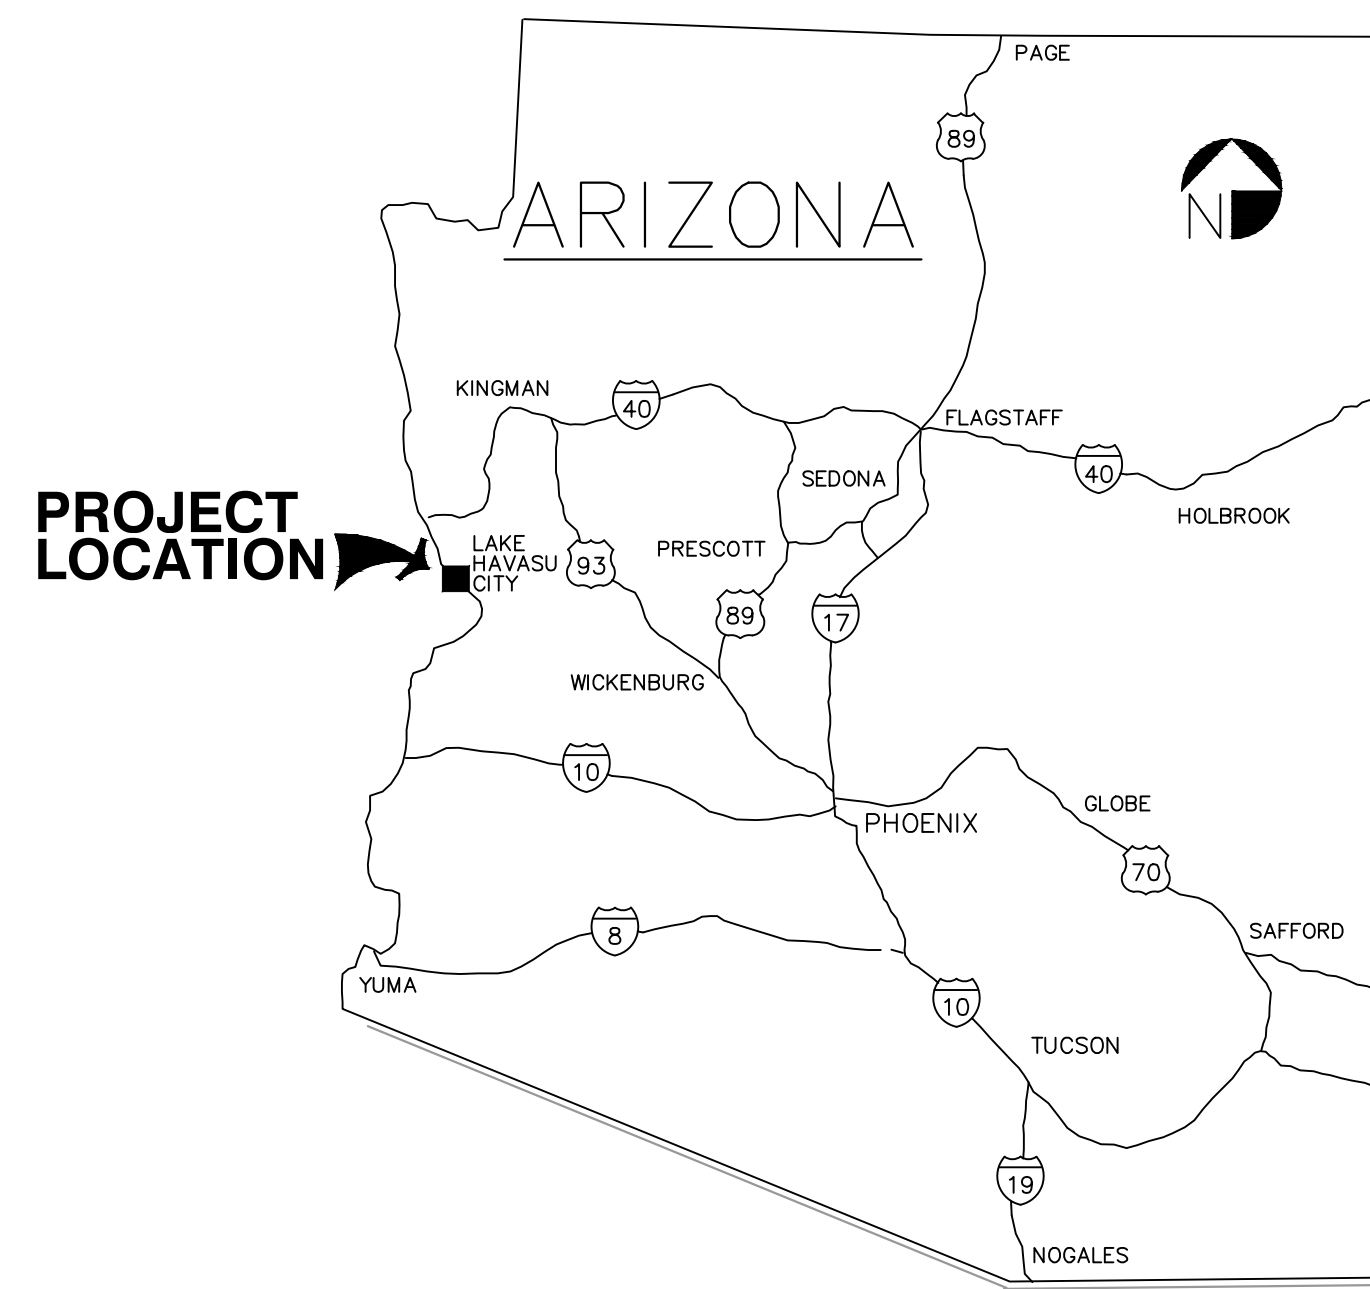 PAGE
89
N
ARIZONA
KINGMAN
40
FLAGSTAFF
40
SEDONA
HOLBROOK
PROJECT
LOCATION
LAKE
HAVASU
CITY
93
PRESCOTT
89
17
WICKENBURG
10
GLOBE
PHOENIX
70
8
SAFFORD
YUMA
10
TUCSON
19
NOGALES